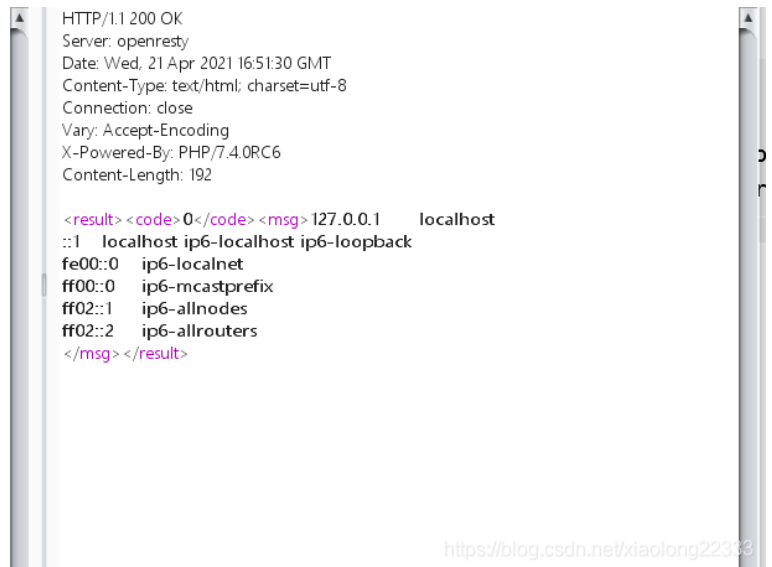 HTTP/1.1 200 OK
Server: openresty
Date: Wed, 21 Apr 2021 16:51:30 GMT
Content-Type: text/html; charset=utf-8
Connection: close
Vary: Accept-Encoding
X-Powered-By: PHP/7.4.0RC6
Content-Length: 192

<result><code>0</code><msg>127.0.0.1 localhost
::1 localhost ip6-localhost ip6-loopback
fe00::0 ip6-localnet
ff00::0 ip6-mcastprefix
ff02::1 ip6-allnodes
ff02::2 ip6-allrouters
</msg></result>
https://blog.csdn.net/xiaolong22333